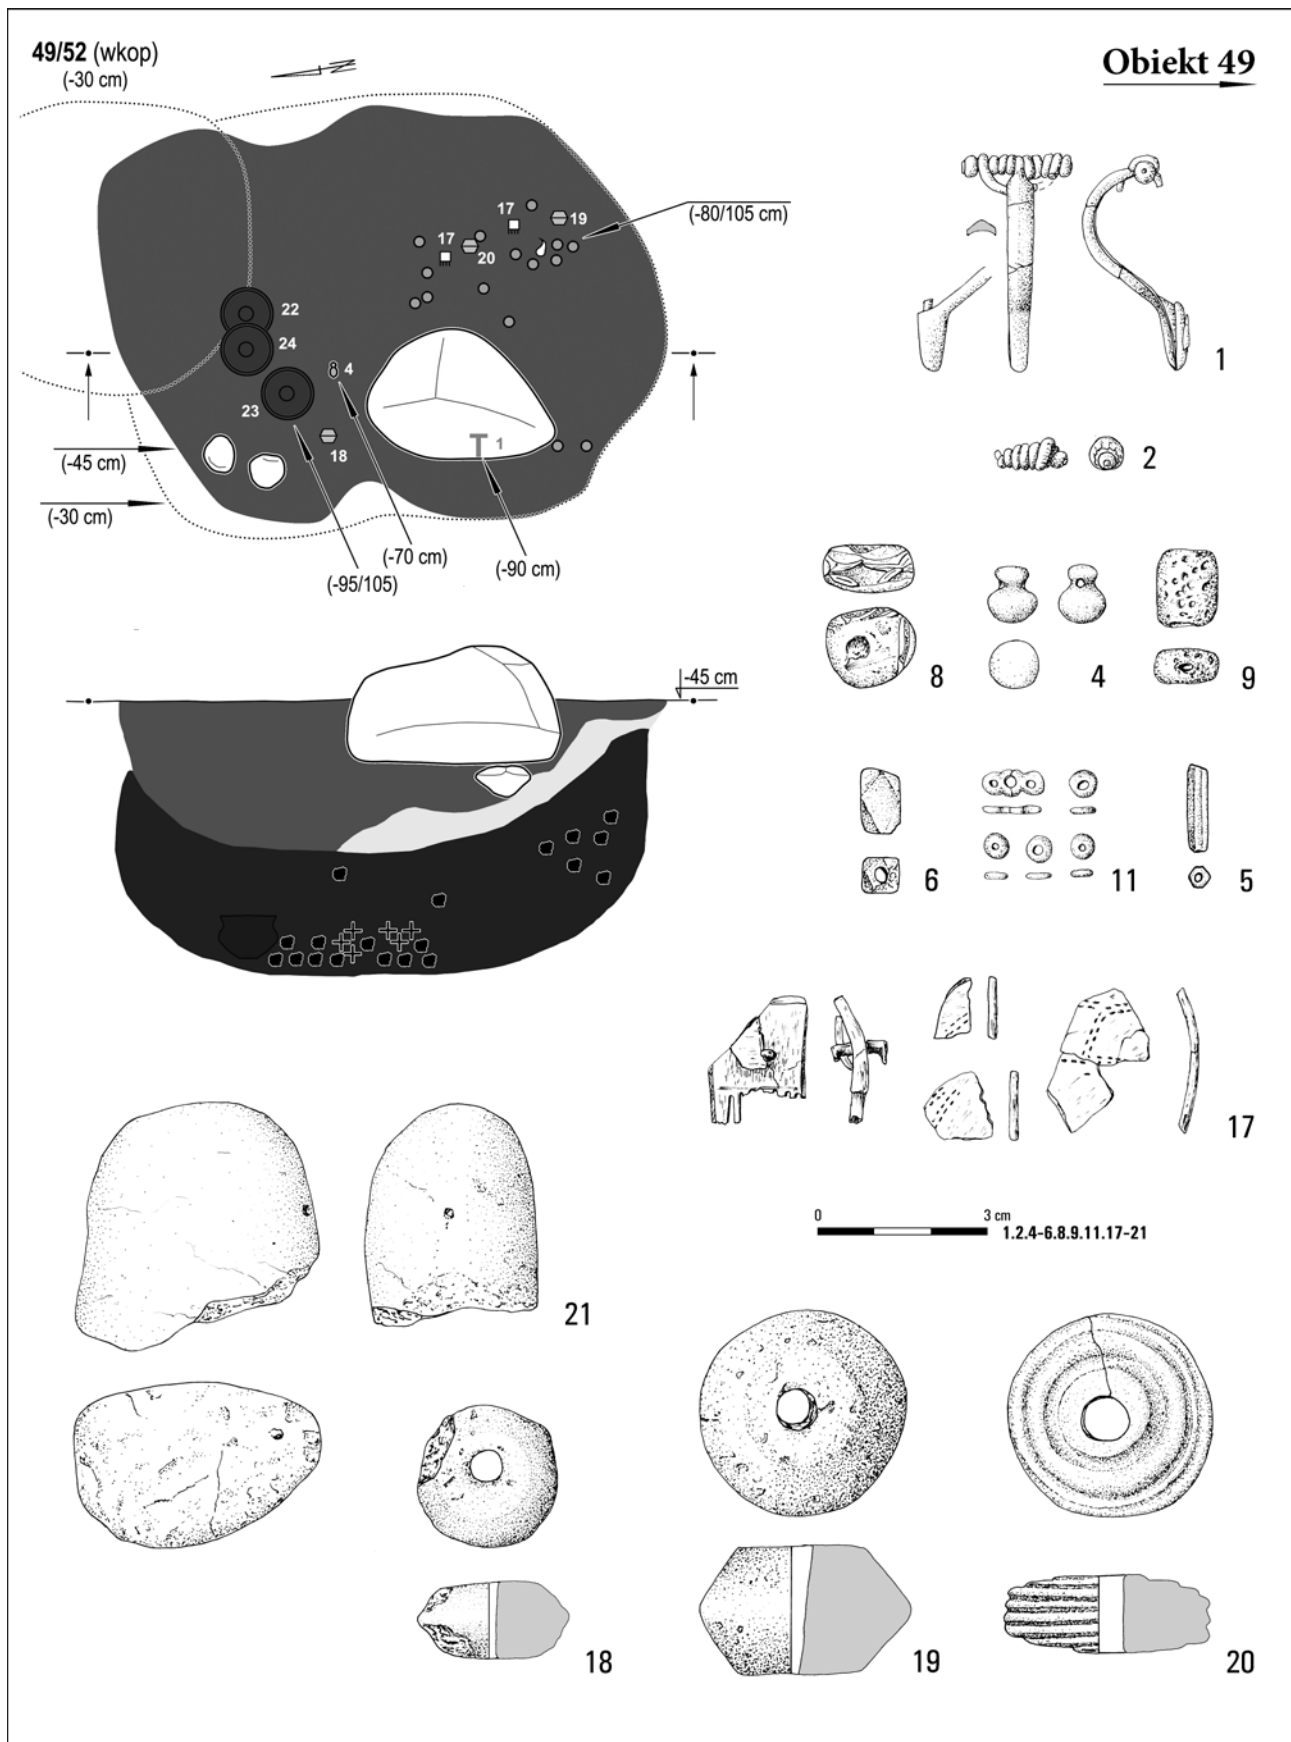 49/52 (wkop)
(-30 cm)
N
Obiekt 49
17
19
(-80/105 cm)
17
20
22
24
4
23
18
1
(-45 cm)
(-30 cm)
(-70 cm)
(-90 cm)
(-95/105)
1
2
-45 cm
8
4
9
6
11
5
17
0
3 cm
1.2.4-6.8.9.11.17-21
21
18
19
20